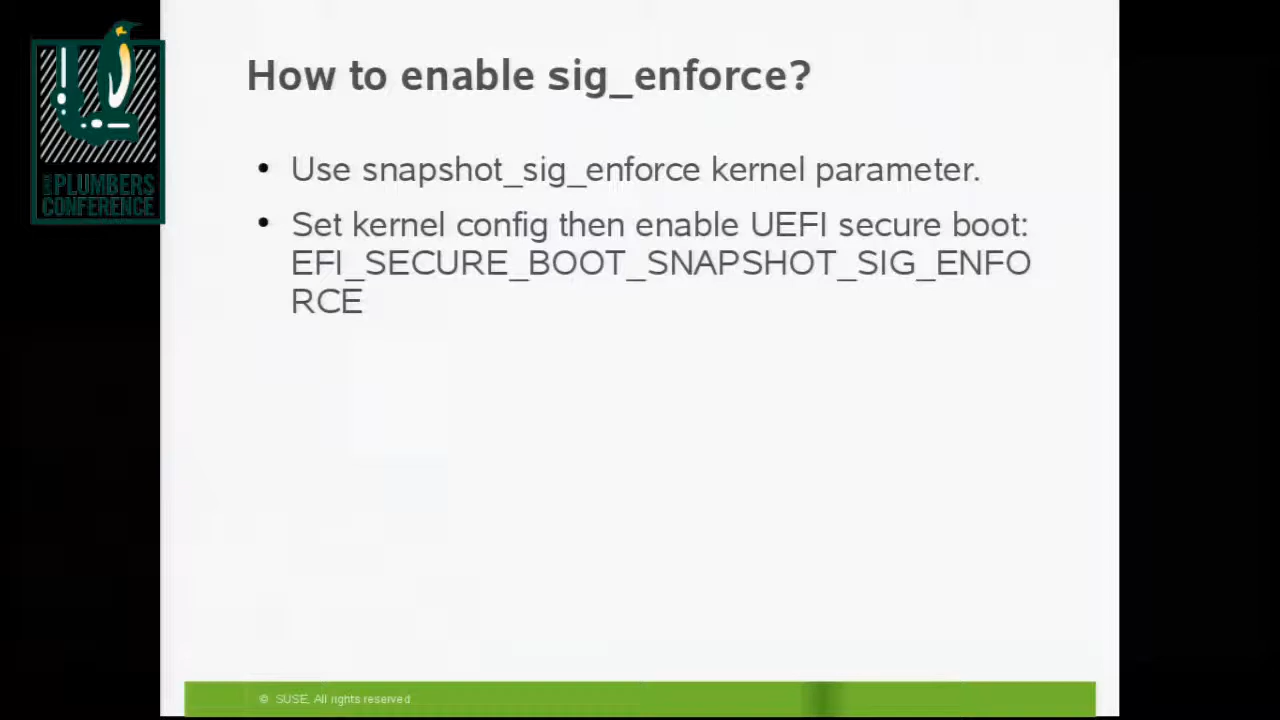 How to enable sig_enforce?
• Use snapshot_sig_enforce kernel parameter.
• Set kernel config then enable UEFI secure boot:
EFI_SECURE_BOOT_SNAPSHOT_SIG_ENFO
RCE
PLUMBERS
CONFERENCE
© SUSE, All rights reserved